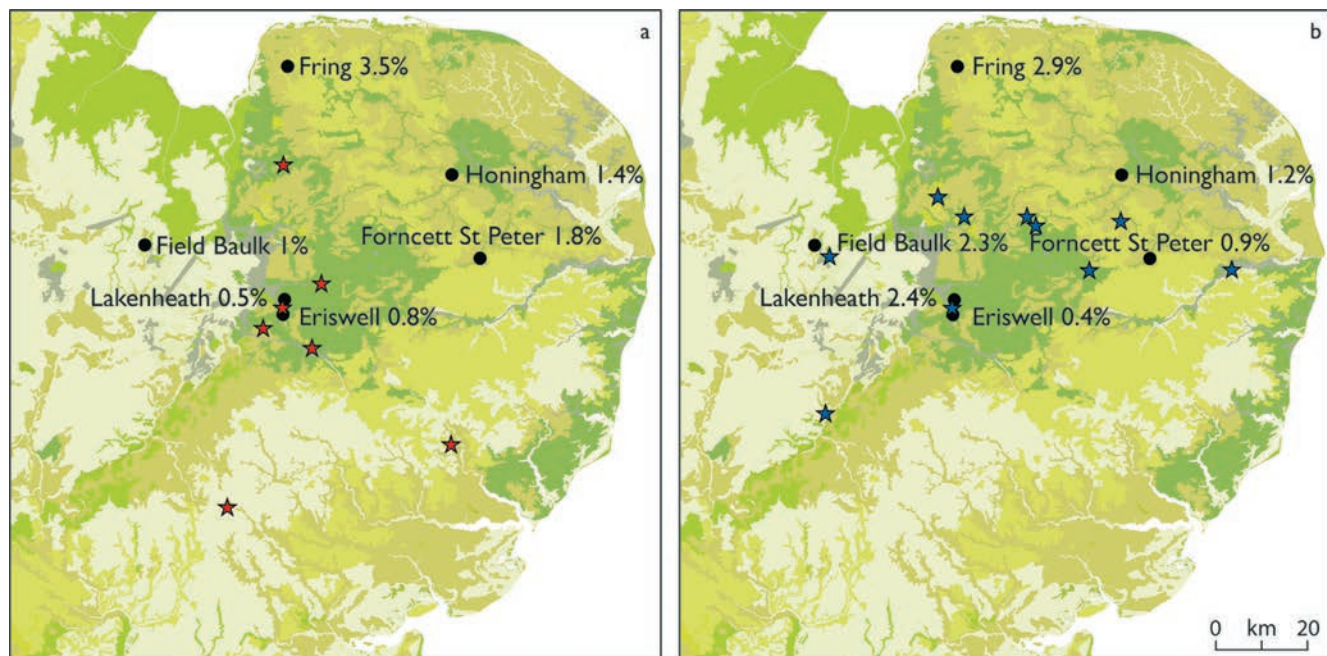 a
Fring 3.5%
Honingham 1.4%
Field Baulk 1%
Forncett St Peter 1.8%
Lakenheath 0.5%
Eriswell 0.8%
b
Fring 2.9%
Honingham 1.2%
Field Baulk 2.3%
Forncett St Peter 0.9%
Lakenheath 2.4%
Eriswell 0.4%
0 km 20